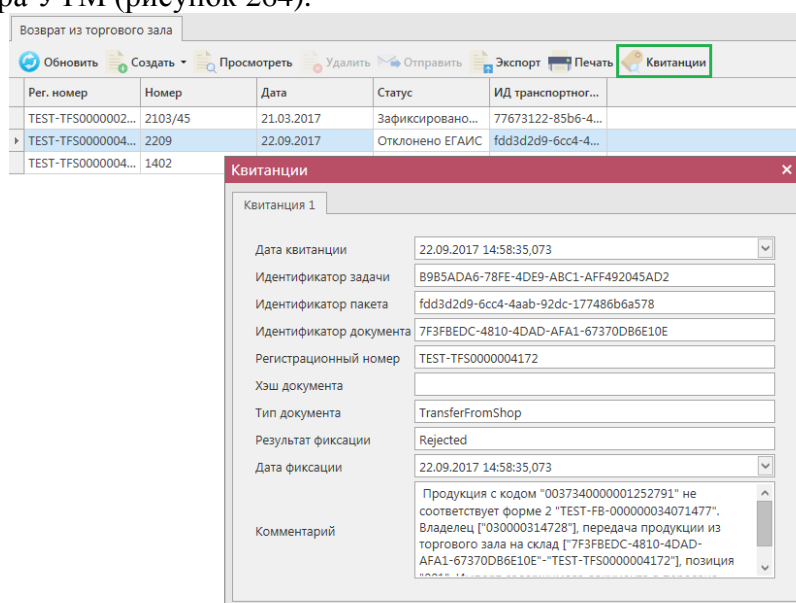 ра УТМ (рисунок 264).
Возврат из торгового зала
Обновить Создать Просмотреть Удалить Отправить Экспорт Печать Квитанции
Рег. номер Номер Дата Статус ИД транспортног...
TEST-TFS0000002... 2103/45 21.03.2017 Зафиксировано... 77673122-85b6-4...
TEST-TFS0000004... 2209 22.09.2017 Отклонено ЕГАИС fdd3d2d9-6cc4-4...
TEST-TFS0000004... 1402
Квитанции
Квитанция 1
Дата квитанции 22.09.2017 14:58:35,073
Идентификатор задачи B9B5ADA6-78FE-4DE9-ABC1-AFF492045AD2
Идентификатор пакета fdd3d2d9-6cc4-4aab-92dc-177486b6a578
Идентификатор документа 7F3FBEDC-4810-4DAD-AFA1-67370DB6E10E
Регистрационный номер TEST-TFS0000004172
Хэш документа
Тип документа TransferFromShop
Результат фиксации Rejected
Дата фиксации 22.09.2017 14:58:35,073
Комментарий
Продукция с кодом "0037340000001252791" не
соответствует форме 2 "TEST-FB-000000034071477".
Владелец ["030000314728"], передача продукции из
торгового зала на склад ["7F3FBEDC-4810-4DAD-
AFA1-67370DB6E10E"-"TEST-TFS0000004172"], позиция